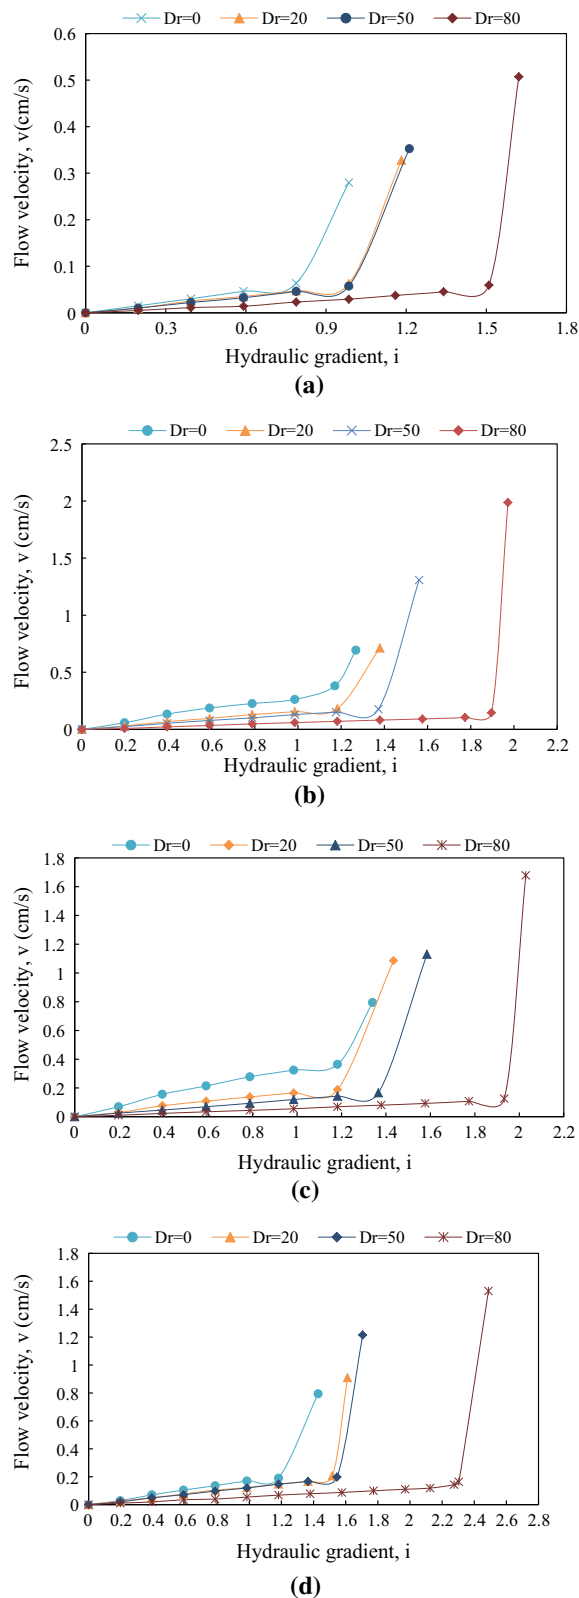 Dr=0 Dr=20 Dr=50 Dr=80
0.6
0.5
0.4
0.3
0.2
0.1
0
0 0.3 0.6 0.9 1.2 1.5 1.8
Flow velocity, v(cm/s)
Hydraulic gradient, i
(a)
Dr=0 Dr=20 Dr=50 Dr=80
2.5
2
1.5
1
0.5
0
0 0.2 0.4 0.6 0.8 1 1.2 1.4 1.6 1.8 2 2.2
Flow velocity, v (cm/s)
Hydraulic gradient, i
(b)
Dr=0 Dr=20 Dr=50 Dr=80
1.8
1.6
1.4
1.2
1
0.8
0.6
0.4
0.2
0
0 0.2 0.4 0.6 0.8 1 1.2 1.4 1.6 1.8 2 2.2
Flow velocity, v (cm/s)
Hydraulic gradient, i
(c)
Dr=0 Dr=20 Dr=50 Dr=80
1.8
1.6
1.4
1.2
1
0.8
0.6
0.4
0.2
0
0 0.2 0.4 0.6 0.8 1 1.2 1.4 1.6 1.8 2 2.2 2.4 2.6 2.8
Flow velocity, v (cm/s)
Hydraulic gradient, i
(d)